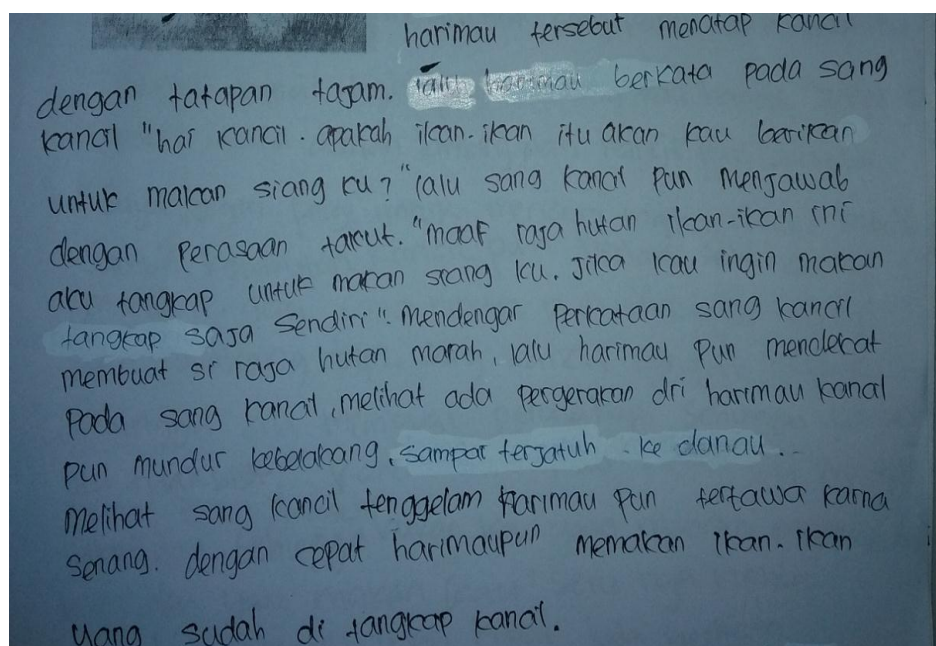 harimau tersebut menatap kancil
dengan tatapan tajam. lalu harimau berkata pada sang
kancil "hai kancil. apakah ikan-ikan itu akan kau berikan
untuk makan siang ku?" lalu sang kancil pun menjawab
dengan perasaan takut. "maaf raja hutan ikan-ikan ini
aku tangkap untuk makan siang ku. jika kau ingin makan
tangkap saja sendiri". mendengar perkataan sang kancil
membuat si raja hutan marah, lalu harimau pun mendekat
pada sang kancil, melihat ada pergerakan dri harimau kancil
pun mundur kebelakang, sampai terjatuh ke danau.
melihat sang kancil tenggelam harimau pun tertawa karna
senang. dengan cepat harimaupun memakan ikan-ikan
yang sudah di tangkap kancil.